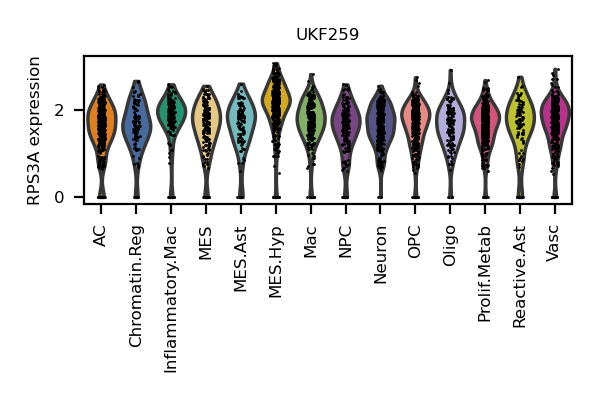 UKF259
RPS3A expression
2
0
AC
Chromatin.Reg
Inflammatory.Mac
MES
MES.Ast
MES.Hyp
Mac
NPC
Neuron
OPC
Oligo
Prolif.Metab
Reactive.Ast
Vasc